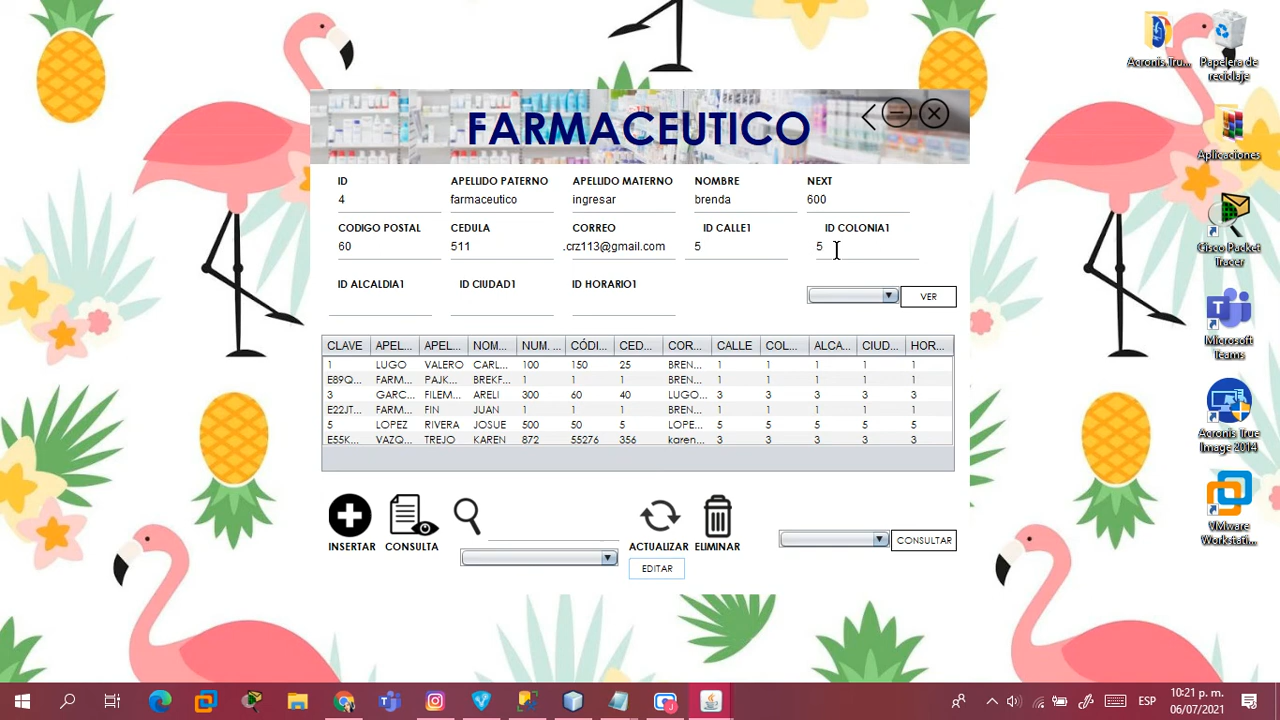 Acronis Tru...
Papelera de
reciclaje
Aplicaciones
Cisco Packet
Tracer
Microsoft
Teams
Acronis True
Image 2014
VMware
Workstati...
FARMACEUTICO
ID APELLIDO PATERNO APELLIDO MATERNO NOMBRE NEXT
4 farmaceutico ingresar brenda 600
CODIGO POSTAL CEDULA CORREO ID CALLE1 ID COLONIA1
60 511 .crz113@gmail.com 5 5
ID ALCALDIA1 ID CIUDAD1 ID HORARIO1
VER
CLAVE APEL... APEL... NOM... NUM. ... CÓDI... CED... COR... CALLE COL... ALCA... CIUD... HOR...
1 LUGO VALERO CARL... 100 150 25 BREN... 1 1 1 1 1
E89Q... FARM... PAJK... BREKF... 1 1 1 BREN... 1 1 1 1 1
3 GARC... FILEM... ARELI 300 60 40 LUGO... 3 3 3 3 3
E22JT... FARM... FIN JUAN 1 1 1 BREN... 1 1 1 1 1
5 LOPEZ RIVERA JOSUE 500 50 5 LOPE... 5 5 5 5 5
E55K... VAZQ... TREJO KAREN 672 55276 356 karen... 3 3 3 3 3
INSERTAR CONSULTA ACTUALIZAR ELIMINAR
CONSULTAR
EDITAR
ESP
10:21 p. m.
06/07/2021